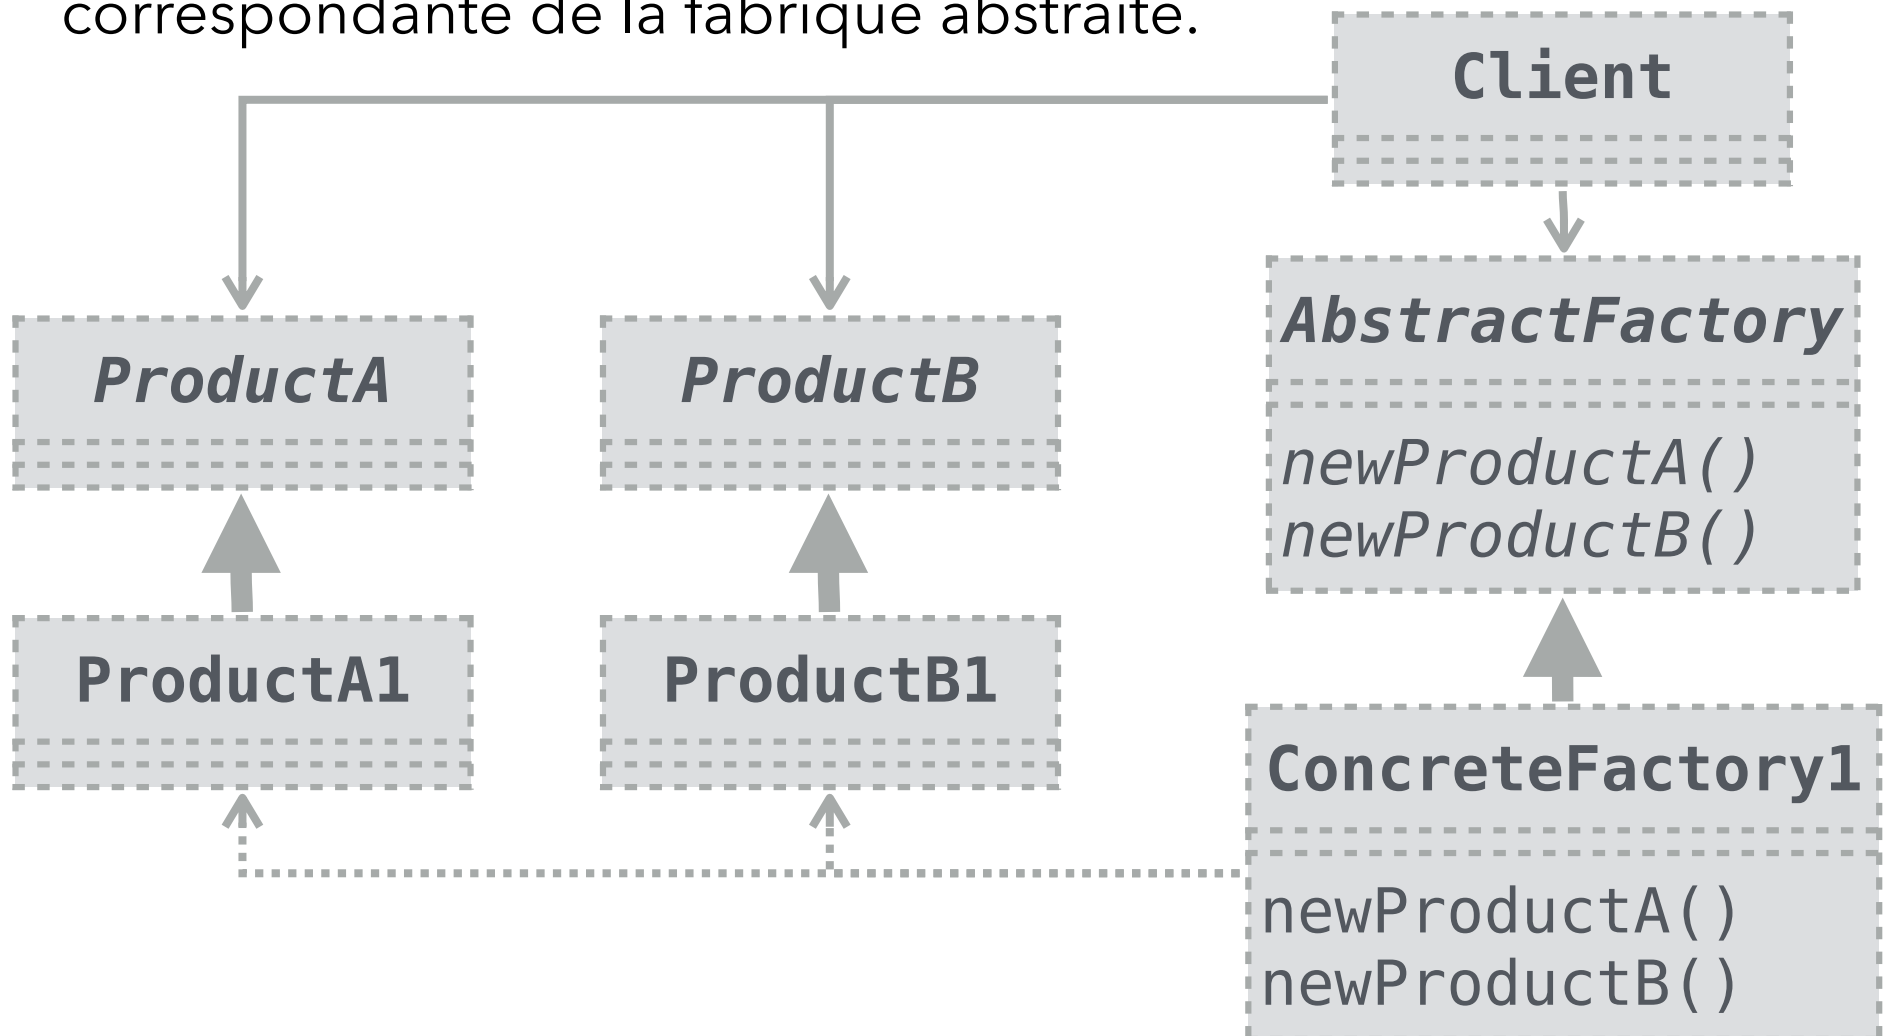 correspondante de la fabrique abstraite.
Client
AbstractFactory
newProductA()
newProductB()
ProductA
ProductB
ProductA1
ProductB1
ConcreteFactory1
newProductA()
newProductB()